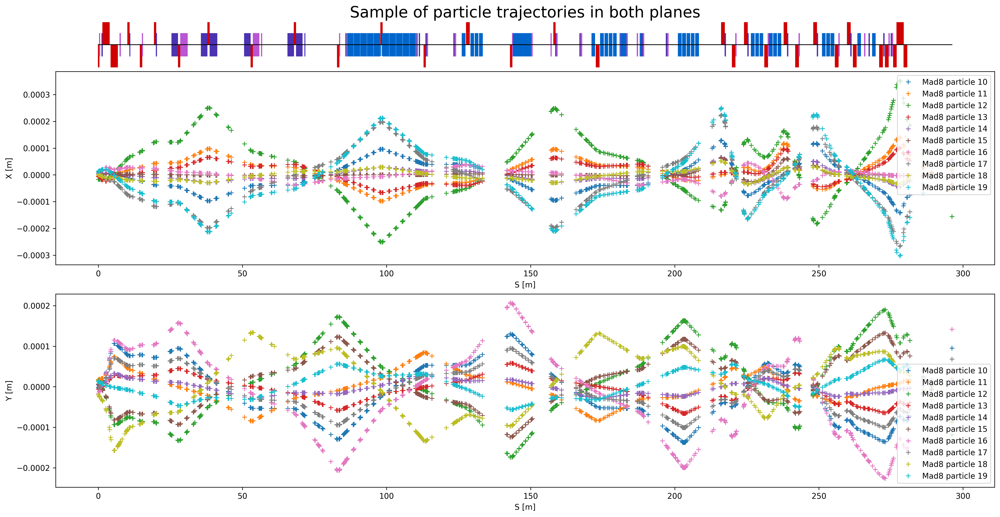 Sample of particle trajectories in both planes
X [m]
0.0003
0.0002
0.0001
0.0000
−0.0001
−0.0002
−0.0003
Mad8 particle 10
Mad8 particle 11
Mad8 particle 12
Mad8 particle 13
Mad8 particle 14
Mad8 particle 15
Mad8 particle 16
Mad8 particle 17
Mad8 particle 18
Mad8 particle 19
0 50 100 150 200 250 300
S [m]
Y [m]
0.0002
0.0001
0.0000
−0.0001
−0.0002
Mad8 particle 10
Mad8 particle 11
Mad8 particle 12
Mad8 particle 13
Mad8 particle 14
Mad8 particle 15
Mad8 particle 16
Mad8 particle 17
Mad8 particle 18
Mad8 particle 19
0 50 100 150 200 250 300
S [m]